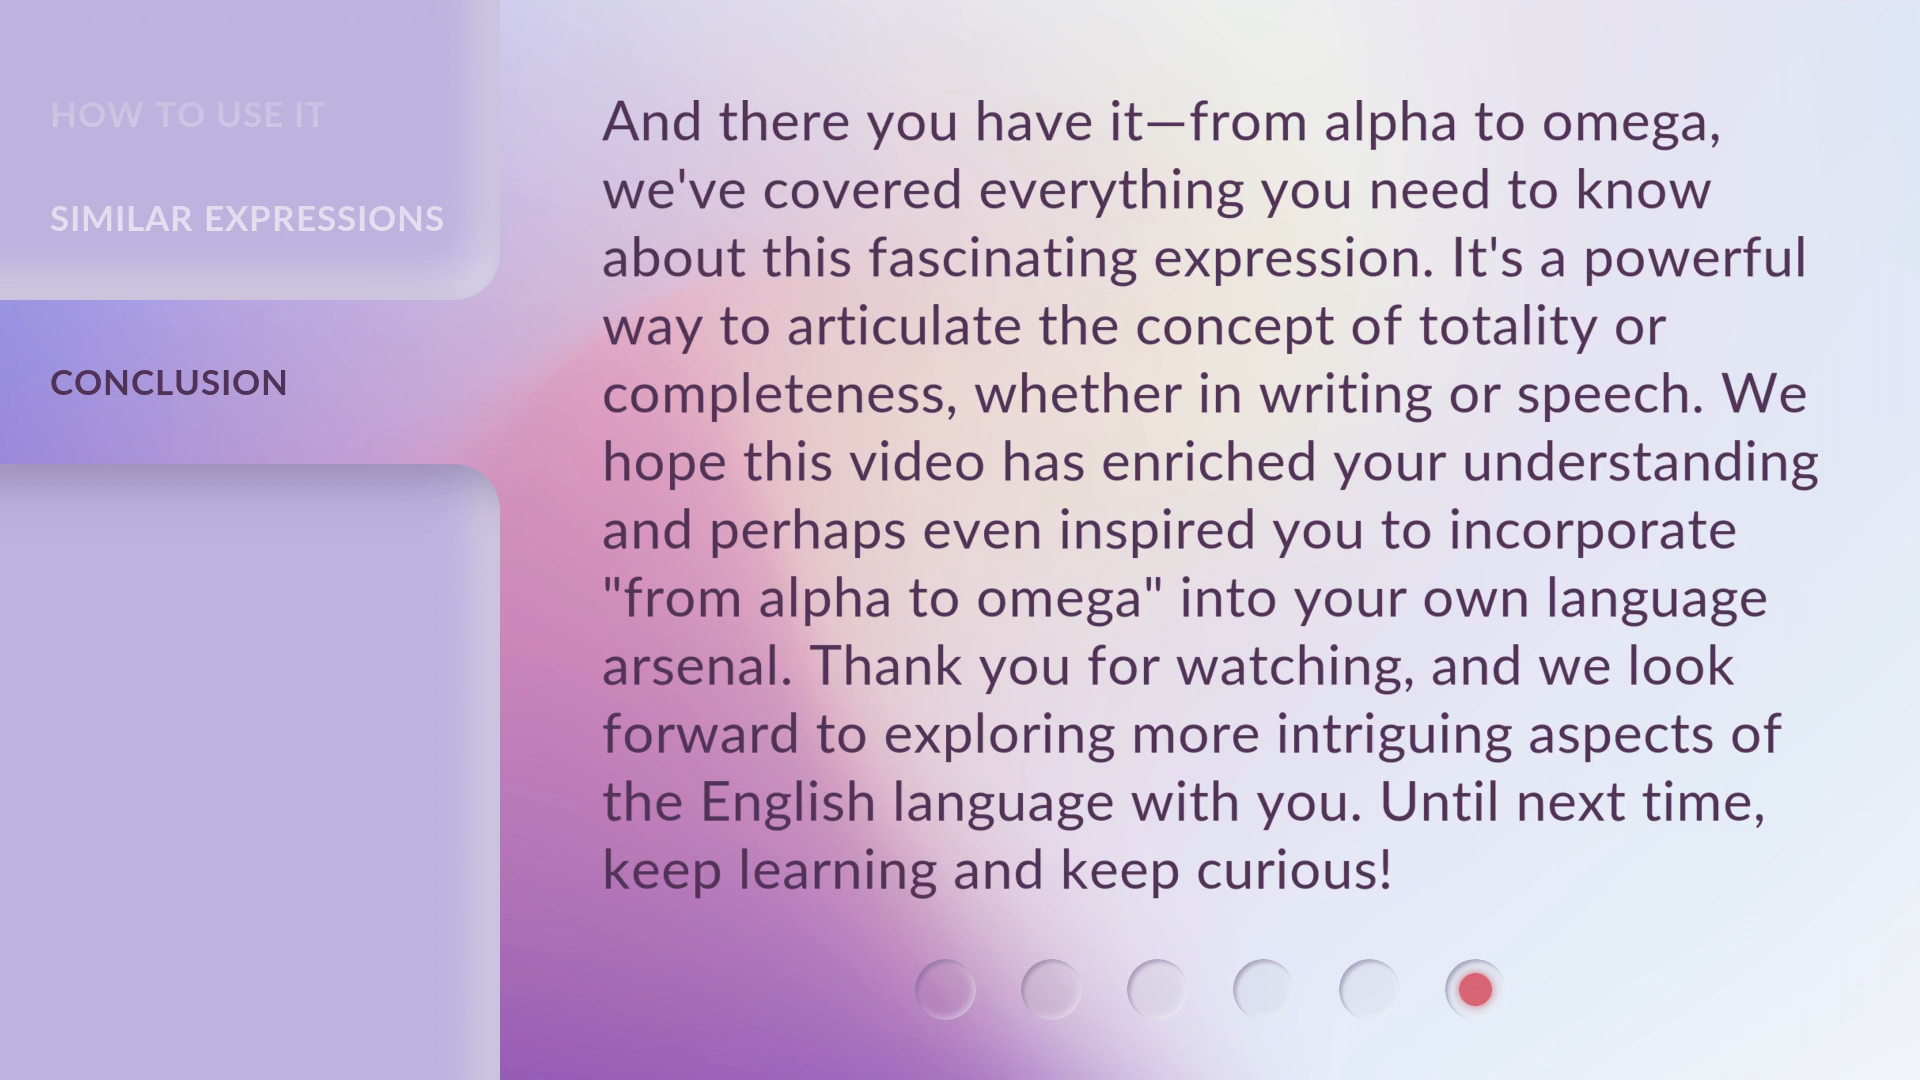 HOW TO USE IT
SIMILAR EXPRESSIONS
CONCLUSION
And there you have it—from alpha to omega,
we've covered everything you need to know
about this fascinating expression. It's a powerful
way to articulate the concept of totality or
completeness, whether in writing or speech. We
hope this video has enriched your understanding
and perhaps even inspired you to incorporate
"from alpha to omega" into your own language
arsenal. Thank you for watching, and we look
forward to exploring more intriguing aspects of
the English language with you. Until next time,
keep learning and keep curious!